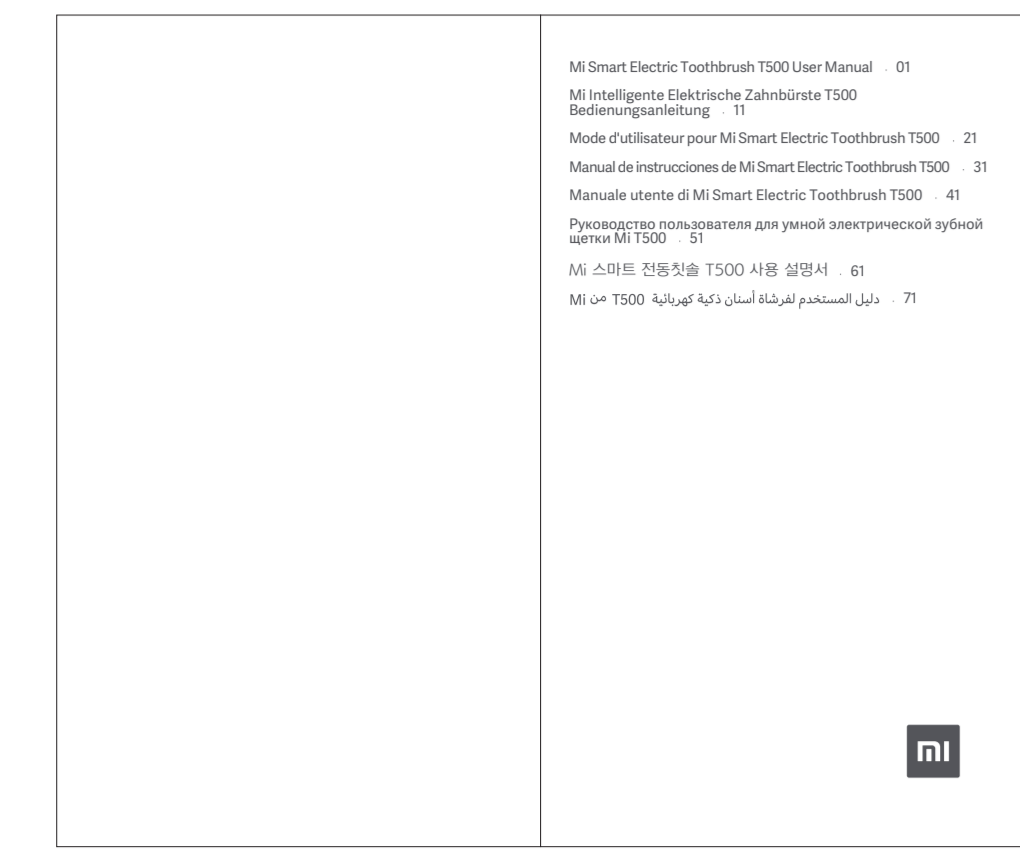 Mi Smart Electric Toothbrush T500 User Manual · 01
Mi Intelligente Elektrische Zahnbürste T500
Bedienungsanleitung · 11
Mode d'utilisateur pour Mi Smart Electric Toothbrush T500 · 21
Manual de instrucciones de Mi Smart Electric Toothbrush T500 · 31
Manuale utente di Mi Smart Electric Toothbrush T500 · 41
Руководство пользователя для умной электрической зубной
щетки Mi T500 · 51
Mi 스마트 전동칫솔 T500 사용 설명서 · 61
دليل المستخدم لفرشاة أسنان ذكية كهربائية T500 من Mi · 71
mi